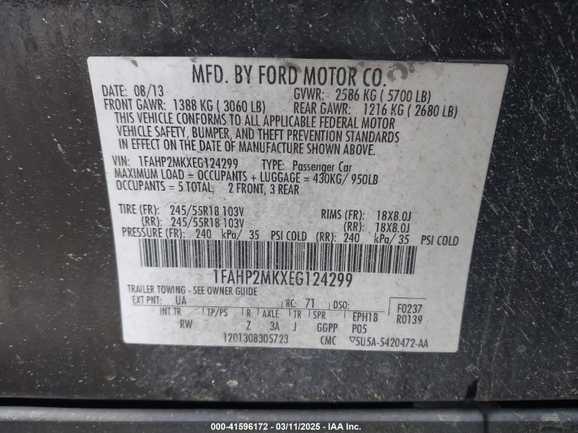 MFD. BY FORD MOTOR CO.
DATE: 08/13 GVWR: 2586 KG (5700 LB)
FRONT GAWR: 1388 KG (3060 LB) REAR GAWR: 1216 KG (2680 LB)
THIS VEHICLE CONFORMS TO ALL APPLICABLE FEDERAL MOTOR
VEHICLE SAFETY, BUMPER, AND THEFT PREVENTION STANDARDS
IN EFFECT ON THE DATE OF MANUFACTURE SHOWN ABOVE.
VIN: 1FAHP2MKXEG124299 TYPE: Passenger Car
MAXIMUM LOAD = OCCUPANTS + LUGGAGE = 430KG/950LB
OCCUPANTS = 5 TOTAL, 2 FRONT, 3 REAR
TIRE (FR): 245/55R18 103V RIMS (FR): 18X8.0J
(RR): 245/55R18 103V (RR): 18X8.0J
PRESSURE (FR): 240 kPa/ 35 PSI COLD (RR): 240 kPa/ 35 PSI COLD
1FAHP2MKXEG124299
TRAILER TOWING - SEE OWNER GUIDE
EXT PNT: UA RC: 71 DSO: F0237
INT TR TP/PS R AXLE TR SPR EPH18 R0139
RW Z 3A J GGPP P05
1201308305723 CMC 5U5A-5420472-AA
000-41596172 - 03/11/2025 - IAA Inc.